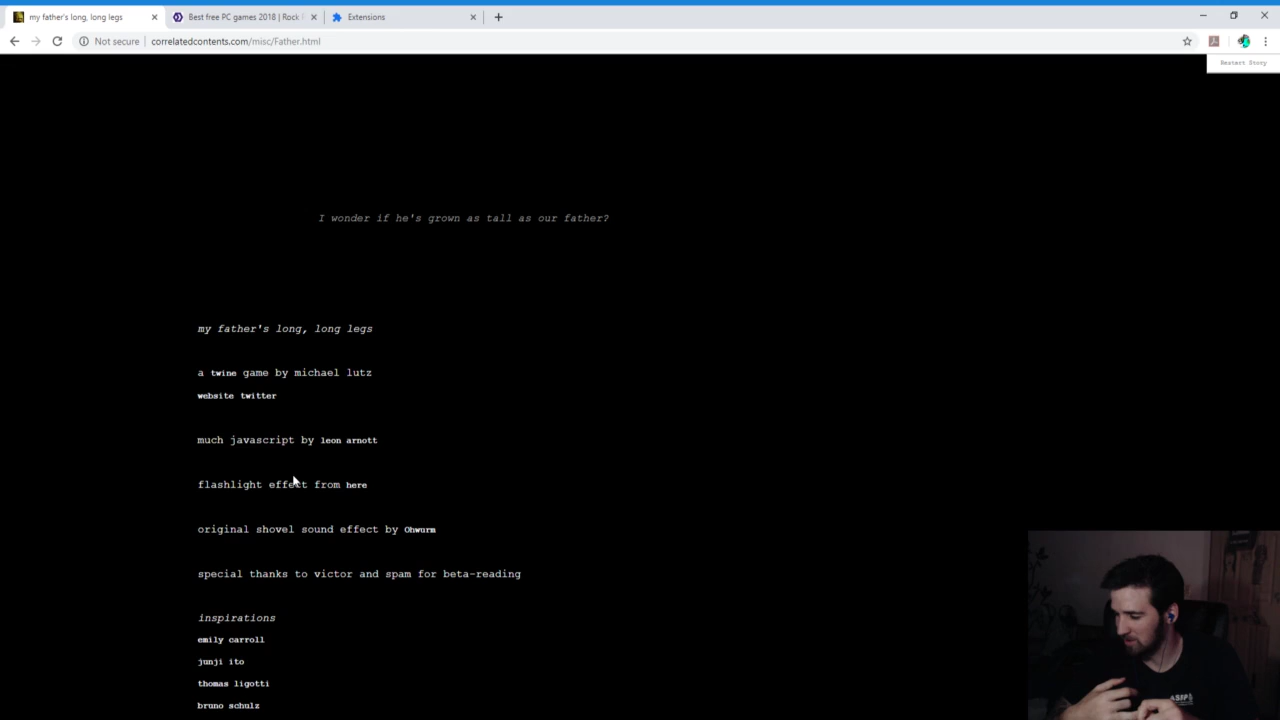 my father's long, long legs
Best free PC games 2018 | Rock
Extensions
Not secure
correlatedcontents.com/misc/Father.html
Restart Story
I wonder if he's grown as tall as our father?
my father's long, long legs
a twine game by michael lutz
website twitter
much javascript by leon arnott
flashlight effect from here
original shovel sound effect by Ohwurm
special thanks to victor and spam for beta-reading
inspirations
emily carroll
junji ito
thomas ligotti
bruno schulz